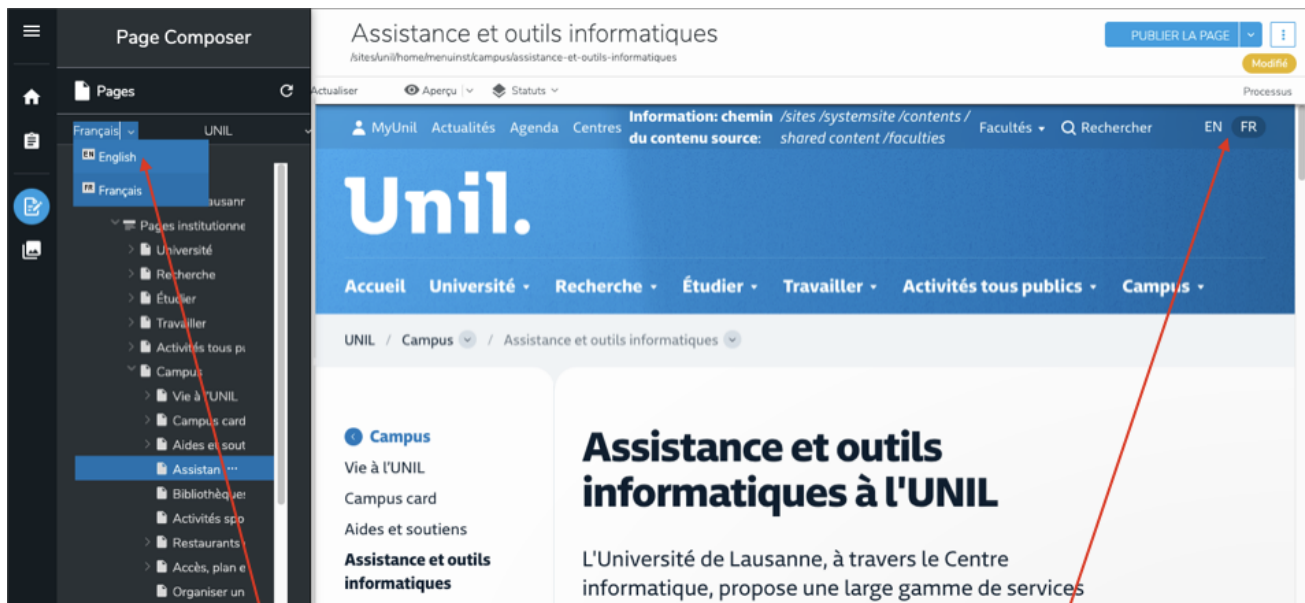 Page Composer
Pages
Français
UNIL
EN English
FR Français
ausanr
Pages institutionne
Université
Recherche
Étudier
Travailler
Activités tous pu
Campus
Vie à l'UNIL
Campus card
Aides et sout
Assistan ...
Bibliothèques
Activités spo
Restaurants
Accès, plan e
Organiser un
Assistance et outils informatiques
/sites/unil/home/menuinst/campus/assistance-et-outils-informatiques
PUBLIER LA PAGE
Modifié
Actualiser
Aperçu
Statuts
Processus
MyUnil Actualités Agenda Centres
Information: chemin /sites /systemsite /contents /
du contenu source: shared content /faculties
Facultés
Rechercher
EN FR
Unil.
Accueil Université Recherche Étudier Travailler Activités tous publics Campus
UNIL / Campus / Assistance et outils informatiques
Campus
Vie à l'UNIL
Campus card
Aides et soutiens
Assistance et outils
informatiques
Assistance et outils
informatiques à l'UNIL
L'Université de Lausanne, à travers le Centre
informatique, propose une large gamme de services